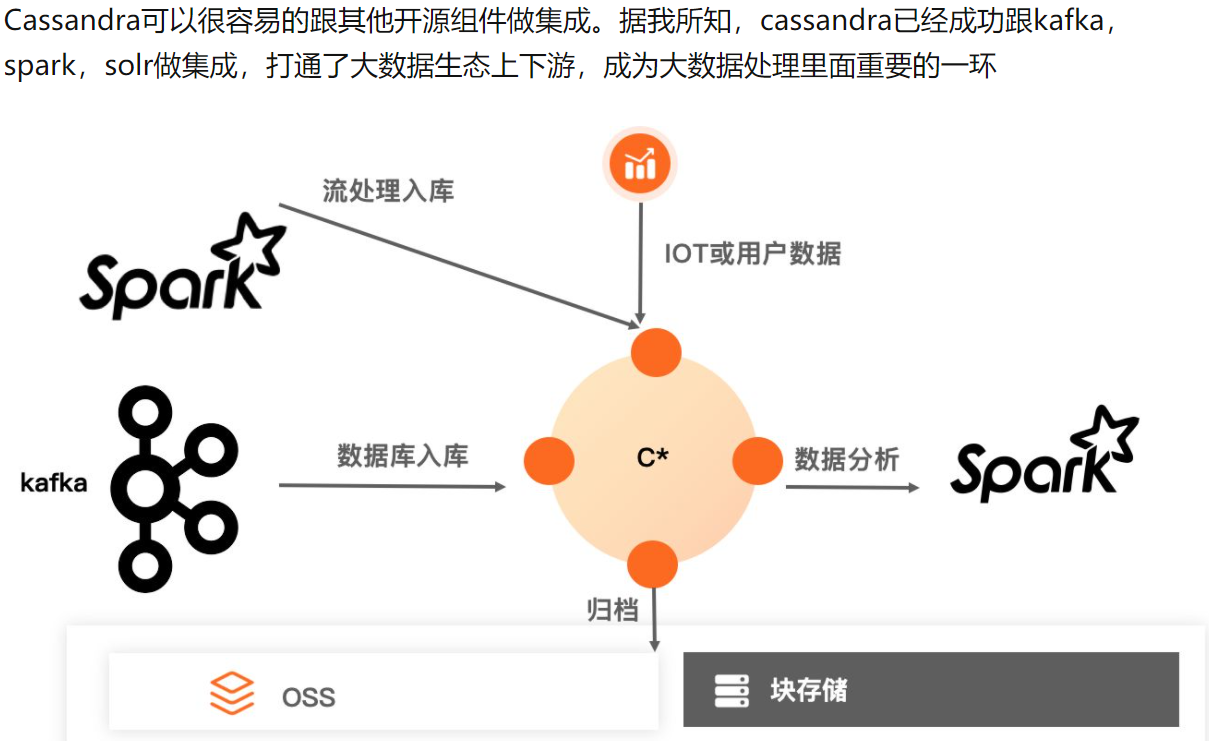 Cassandra可以很容易的跟其他开源组件做集成。据我所知，cassandra已经成功跟kafka，
spark，solr做集成，打通了大数据生态上下游，成为大数据处理里面重要的一环
流处理入库
IOT或用户数据
Spark
kafka
数据库入库
C*
数据分析
Spark
归档
OSS
块存储